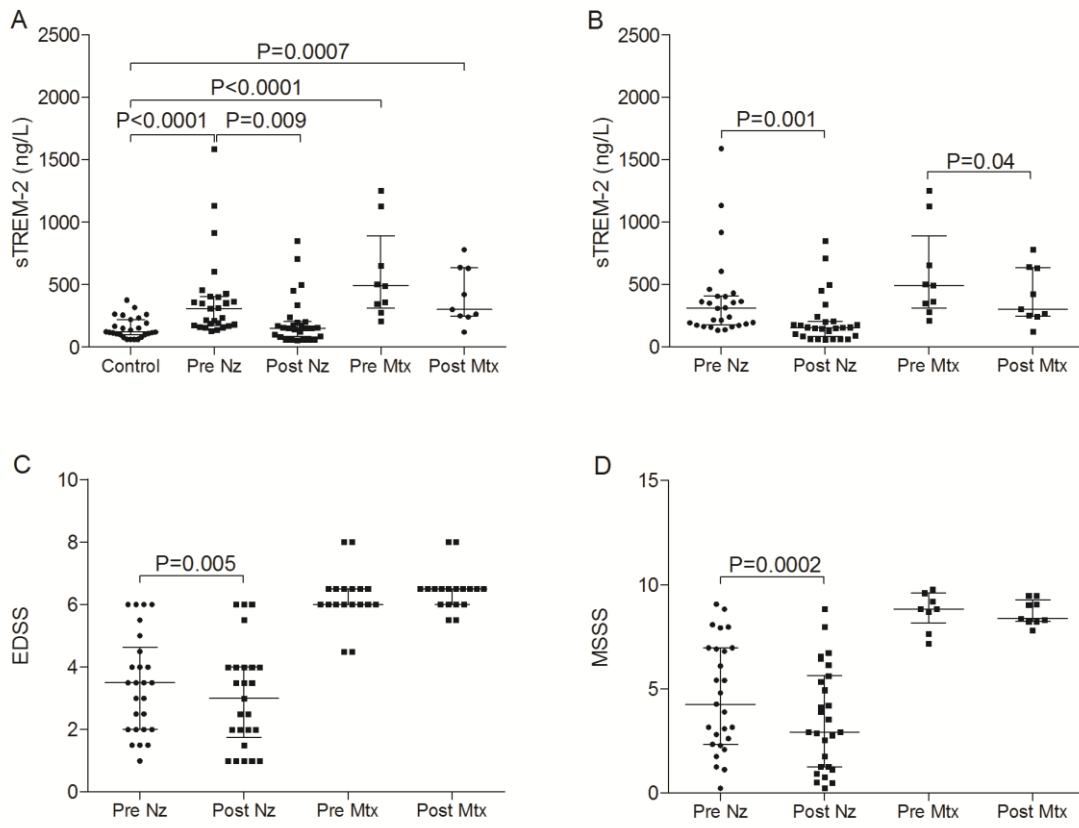 A
sTREM-2 (ng/L)
2500
2000
1500
1000
500
0
P=0.0007
P<0.0001
P<0.0001
P=0.009
Control
Pre Nz
Post Nz
Pre Mtx
Post Mtx
B
sTREM-2 (ng/L)
2500
2000
1500
1000
500
0
P=0.001
P=0.04
Pre Nz
Post Nz
Pre Mtx
Post Mtx
C
EDSS
10
8
6
4
2
0
P=0.005
Pre Nz
Post Nz
Pre Mtx
Post Mtx
D
MSSS
15
10
5
0
P=0.0002
Pre Nz
Post Nz
Pre Mtx
Post Mtx